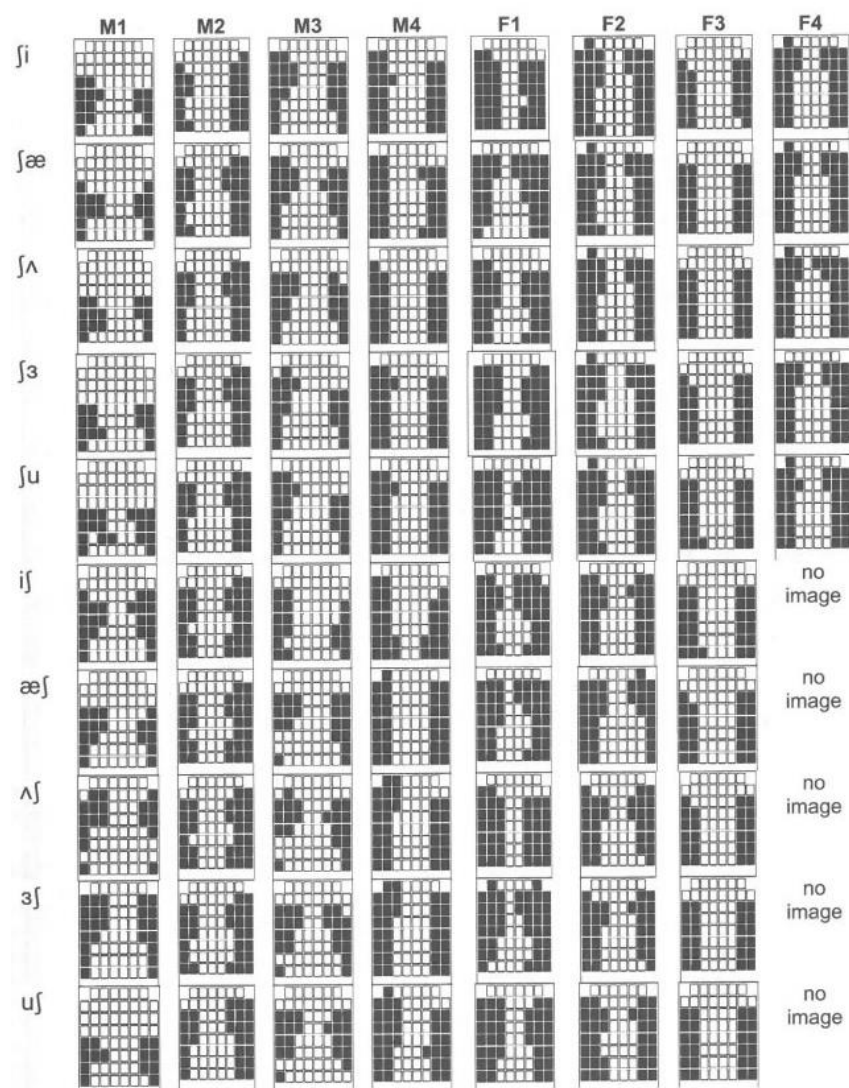 M1 M2 M3 M4 F1 F2 F3 F4
ʃi
ʃæ
ʃʌ
ʃɜ
ʃu
iʃ no image
æʃ no image
ʌʃ no image
ɜʃ no image
uʃ no image